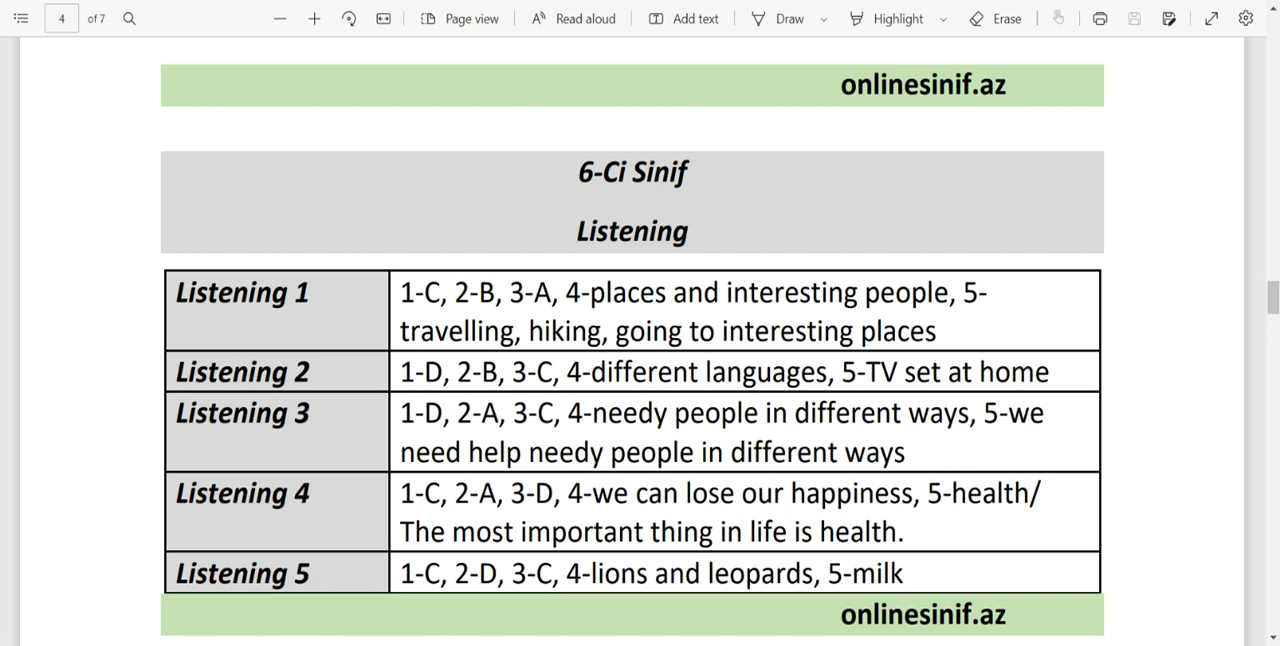 4 of 7 Page view Read aloud Add text Draw Highlight Erase
onlinesinif.az
6-Ci Sinif
Listening
Listening 1 1-C, 2-B, 3-A, 4-places and interesting people, 5-
travelling, hiking, going to interesting places
Listening 2 1-D, 2-B, 3-C, 4-different languages, 5-TV set at home
Listening 3 1-D, 2-A, 3-C, 4-needy people in different ways, 5-we
need help needy people in different ways
Listening 4 1-C, 2-A, 3-D, 4-we can lose our happiness, 5-health/
The most important thing in life is health.
Listening 5 1-C, 2-D, 3-C, 4-lions and leopards, 5-milk
onlinesinif.az